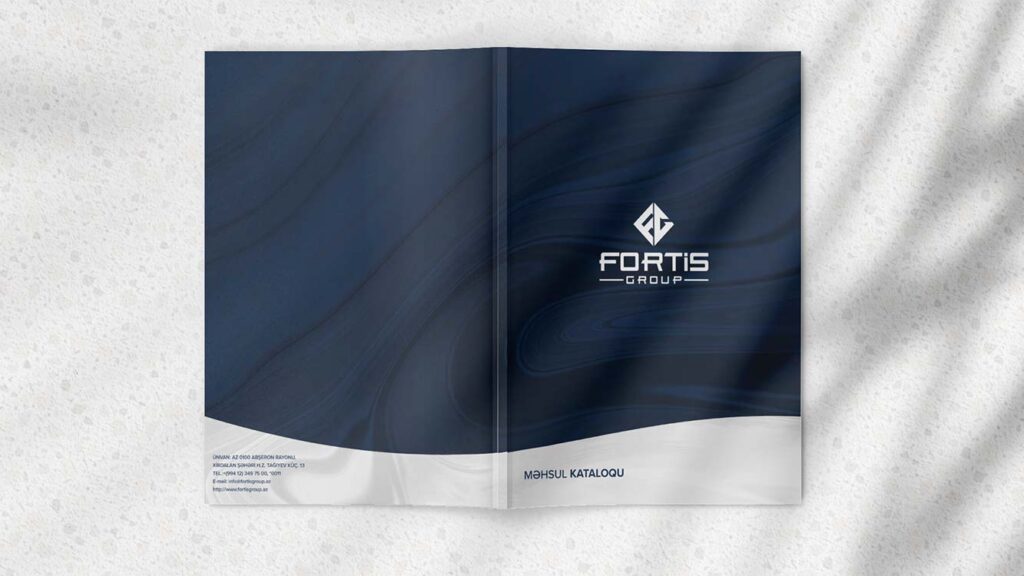 FORTiS
GROUP
MƏHSUL KATALOQU
ÜNVAN: AZ 0100 ABŞERON RAYONU,
XIRDALAN ŞƏHƏRİ,H.Z. TAĞIYEV KÜÇ. 13
TEL: +(994 12) 349 75 00, *0011
E-mail: info@fortisgroup.az
http://www.fortisgroup.az